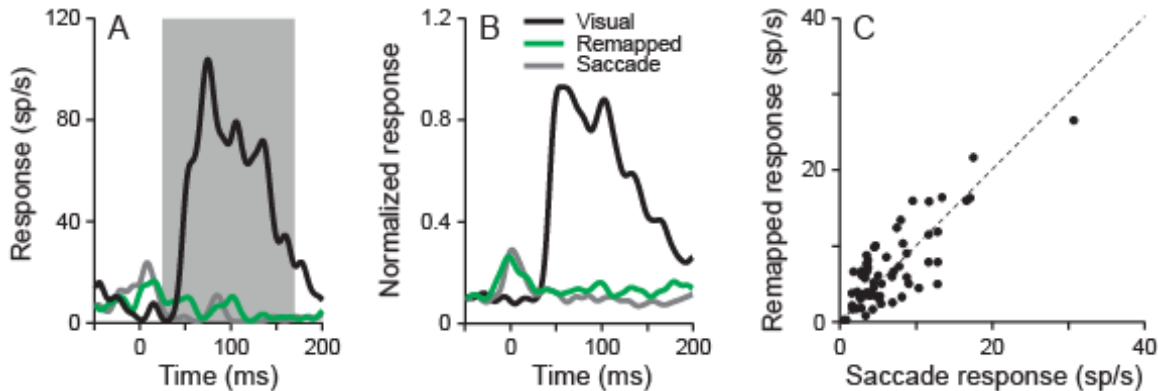 A
Response (sp/s)
120
80
40
0
0
100
200
Time (ms)
B
Visual
Remapped
Saccade
Normalized response
1.2
0.8
0.4
0
0
100
200
Time (ms)
C
Remapped response (sp/s)
40
20
0
0
20
40
Saccade response (sp/s)